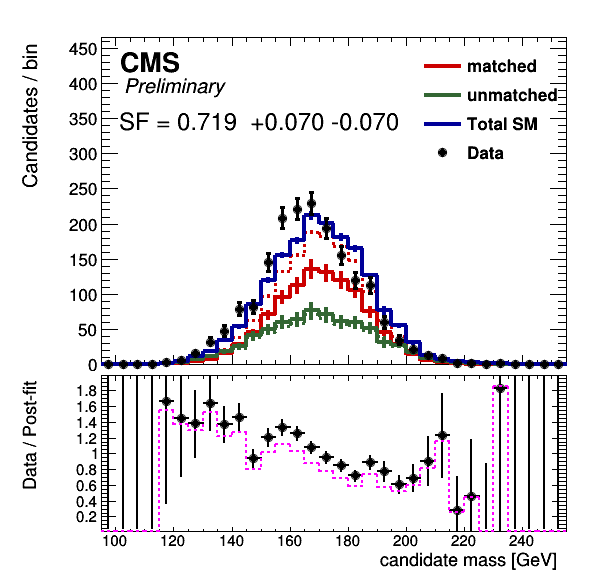 CMS
Preliminary
SF = 0.719 +0.070 -0.070
matched
unmatched
Total SM
Data
Candidates / bin
450
400
350
300
250
200
150
100
50
0
Data / Post-fit
1.8
1.6
1.4
1.2
1
0.8
0.6
0.4
0.2
100 120 140 160 180 200 220 240
candidate mass [GeV]